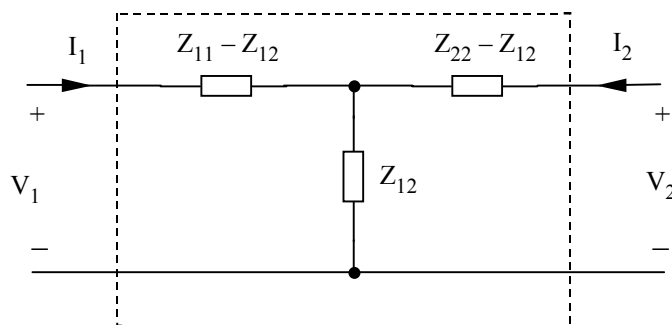 I₁ Z₁₁ – Z₁₂ Z₂₂ – Z₁₂ I₂
+ +
V₁ Z₁₂ V₂
– –